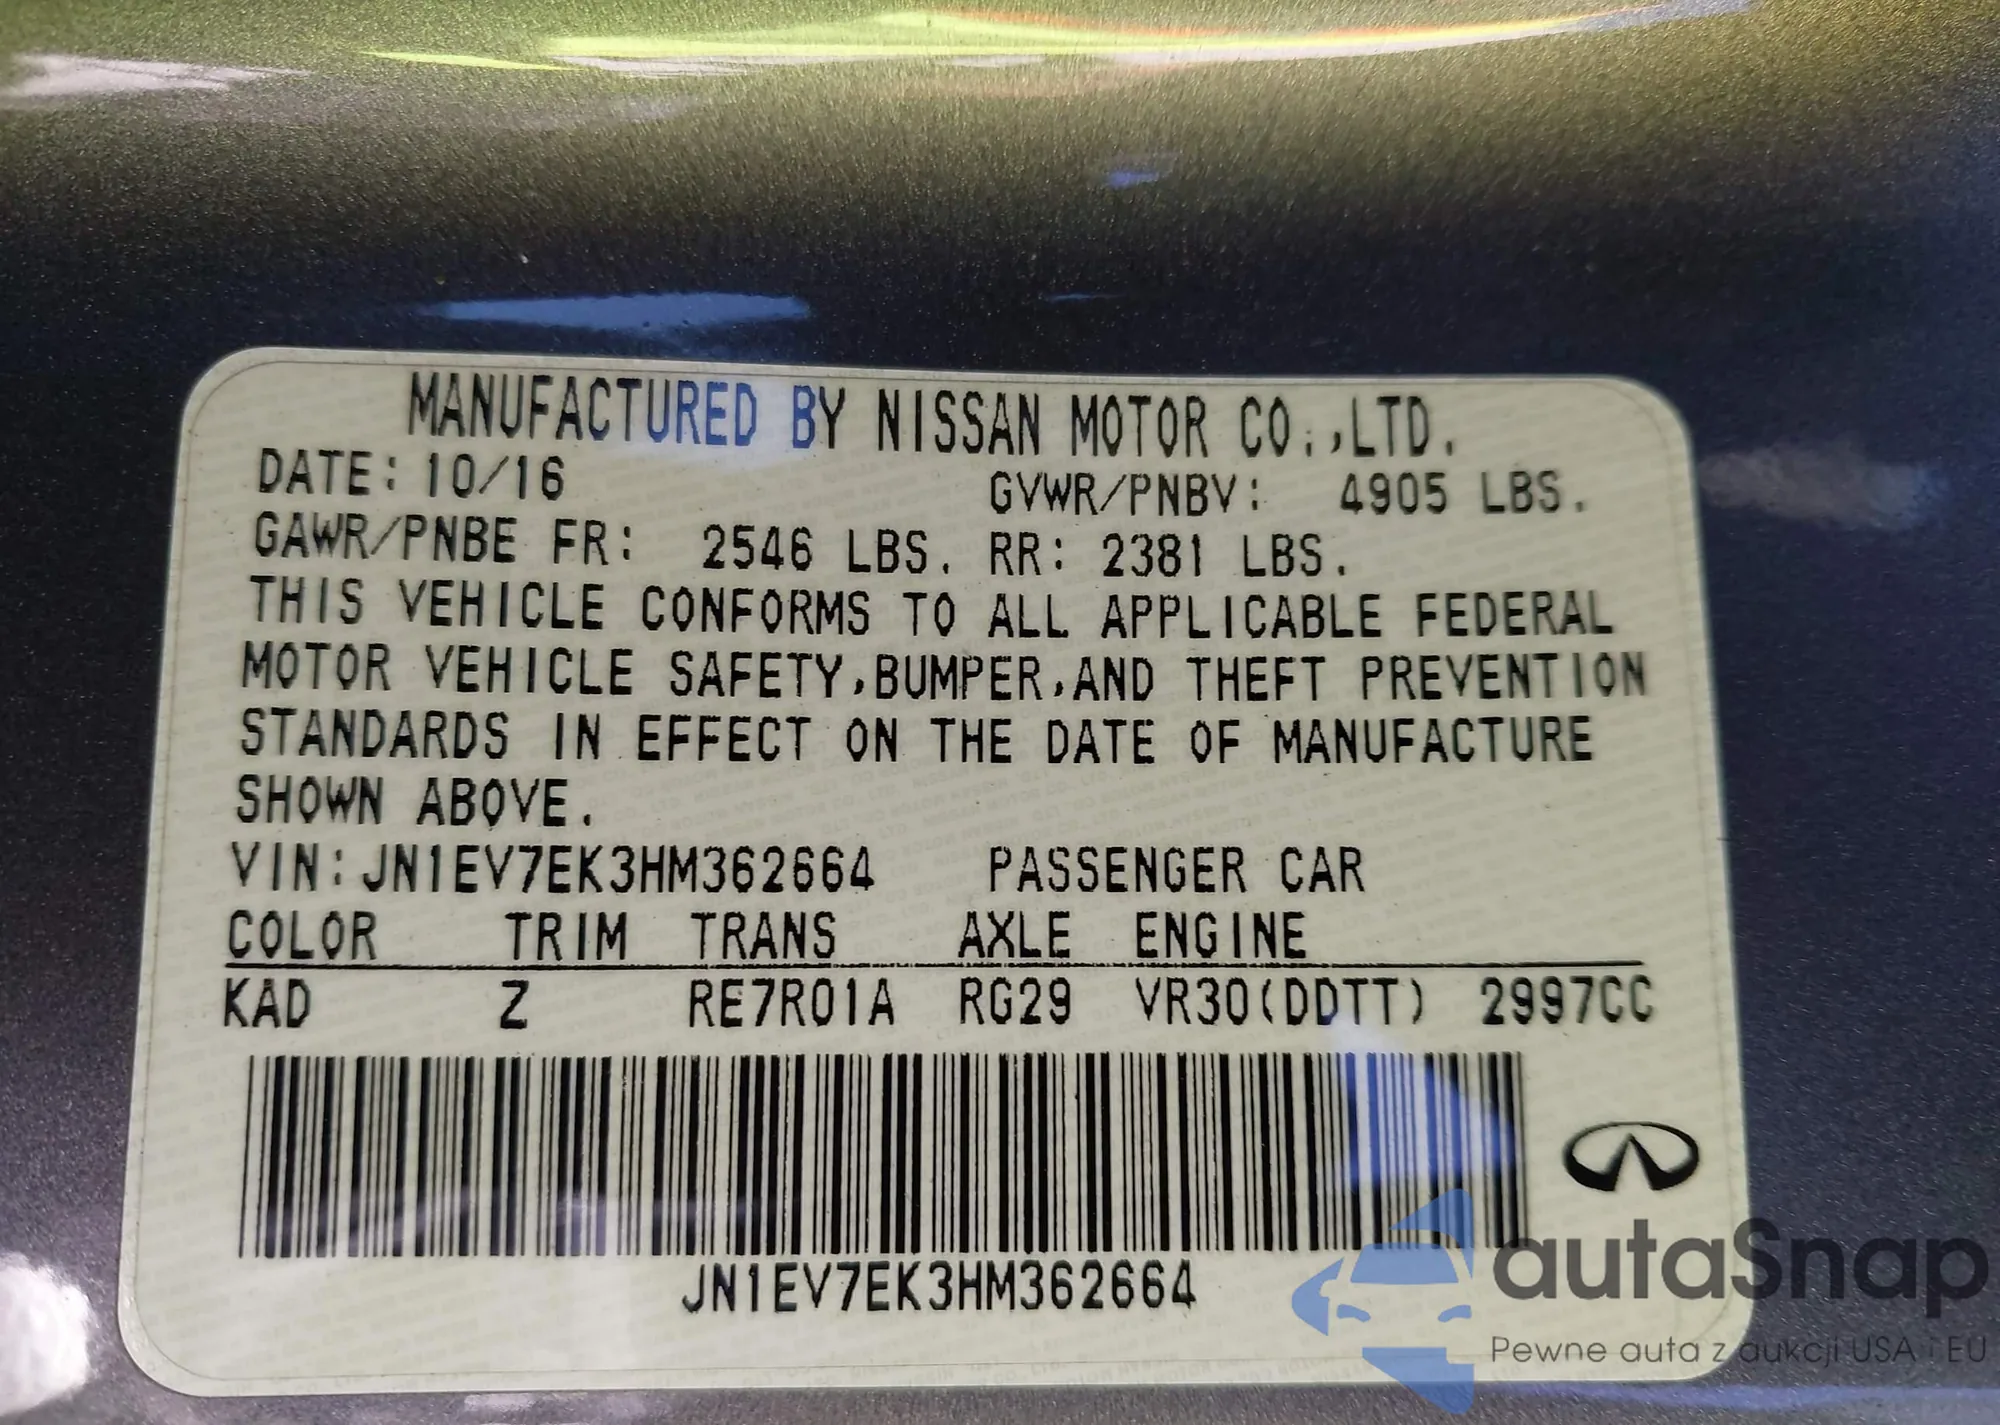 MANUFACTURED BY NISSAN MOTOR CO.,LTD.
DATE: 10/16 GVWR/PNBV: 4905 LBS.
GAWR/PNBE FR: 2546 LBS. RR: 2381 LBS.
THIS VEHICLE CONFORMS TO ALL APPLICABLE FEDERAL
MOTOR VEHICLE SAFETY,BUMPER,AND THEFT PREVENTION
STANDARDS IN EFFECT ON THE DATE OF MANUFACTURE
SHOWN ABOVE.
VIN:JN1EV7EK3HM362664 PASSENGER CAR
COLOR TRIM TRANS AXLE ENGINE
KAD Z RE7R01A RG29 VR30(DDTT) 2997CC
JN1EV7EK3HM362664
autaSnap
Pewne auta z aukcji USA i EU